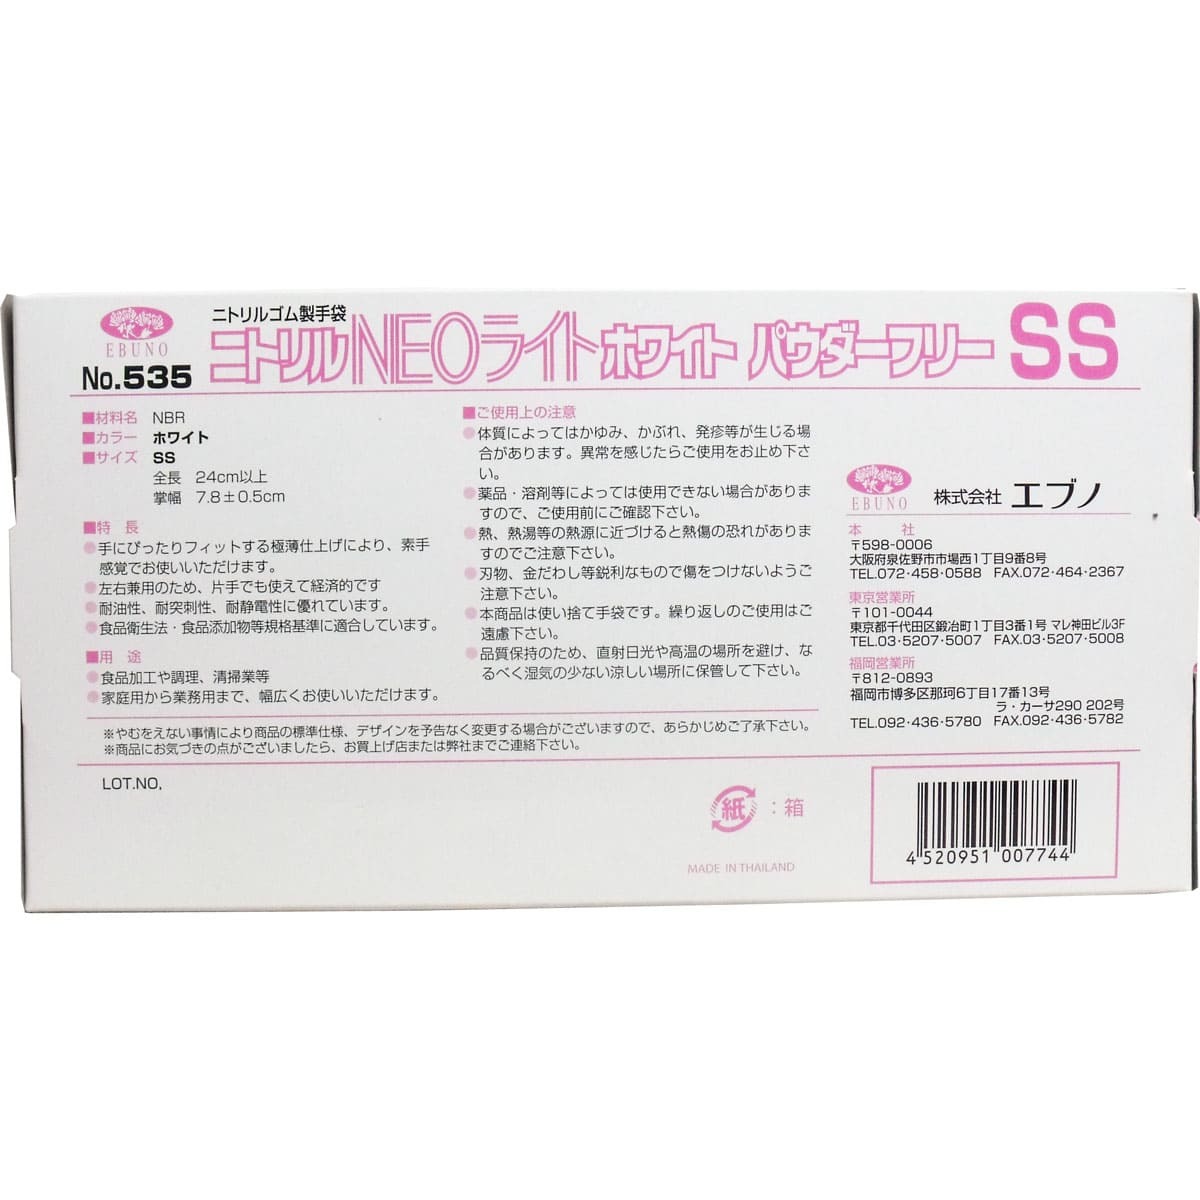 EBUNO
No.535
ニトリルゴム製手袋
ニトリルNEOライト ホワイト パウダーフリー SS
■材料名 NBR
■カラー ホワイト
■サイズ SS
全長 24cm以上
掌幅 7.8±0.5cm
■特 長
●手にぴったりフィットする極薄仕上げにより、素手
感覚でお使いいただけます。
●左右兼用のため、片手でも使えて経済的です
●耐油性、耐突刺性、耐静電性に優れています。
●食品衛生法・食品添加物等規格基準に適合しています。
■用 途
●食品加工や調理、清掃業等
●家庭用から業務用まで、幅広くお使いいただけます。
■ご使用上の注意
●体質によってはかゆみ、かぶれ、発疹等が生じる場
合があります。異常を感じたらご使用をお止め下さ
い。
●薬品・溶剤等によっては使用できない場合がありま
すので、ご使用前にご確認下さい。
●熱、熱湯等の熱源に近づけると熱傷の恐れがありま
すのでご注意下さい。
●刃物、金だわし等鋭利なもので傷をつけないようご
注意下さい。
●本商品は使い捨て手袋です。繰り返しのご使用はご
遠慮下さい。
●品質保持のため、直射日光や高温の場所を避け、な
るべく湿気の少ない涼しい場所に保管して下さい。
※やむをえない事情により商品の標準仕様、デザインを予告なく変更する場合がございますので、あらかじめご了承下さい。
※商品にお気づきの点がございましたら、お買上げ店または弊社までご連絡下さい。
EBUNO 株式会社 エブノ
本 社
〒598-0006
大阪府泉佐野市市場西1丁目9番8号
TEL.072・458・0588 FAX.072・464・2367
東京営業所
〒101-0044
東京都千代田区鍛冶町1丁目3番1号 マレ神田ビル3F
TEL.03・5207・5007 FAX.03・5207・5008
福岡営業所
〒812-0893
福岡市博多区那珂6丁目17番13号
ラ・カーサ290 202号
TEL.092・436・5780 FAX.092・436・5782
LOT.NO.
紙 : 箱
MADE IN THAILAND
4 520951 007744